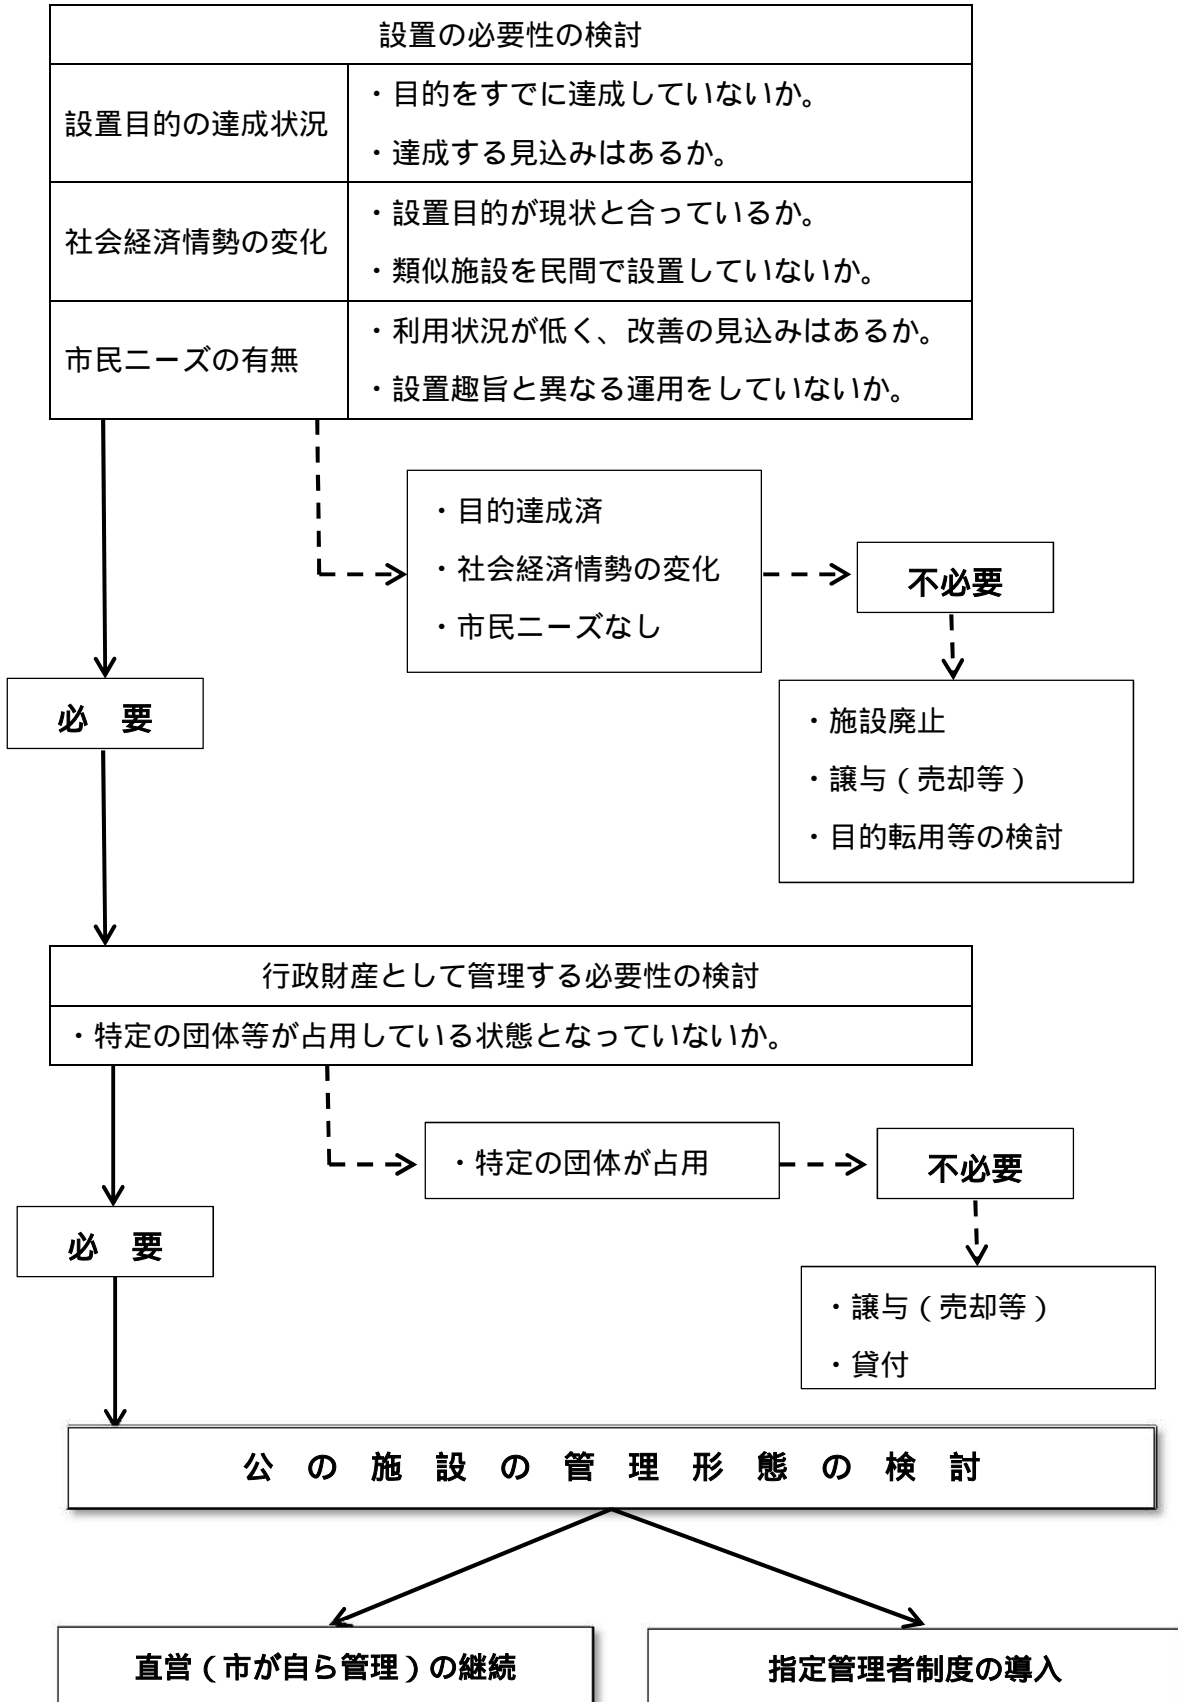 設置の必要性の検討
設置目的の達成状況
・目的をすでに達成していないか。
・達成する見込みはあるか。
社会経済情勢の変化
・設置目的が現状と合っているか。
・類似施設を民間で設置していないか。
市民ニーズの有無
・利用状況が低く、改善の見込みはあるか。
・設置趣旨と異なる運用をしていないか。
・目的達成済
・社会経済情勢の変化
・市民ニーズなし
不必要
必　要
・施設廃止
・譲与（売却等）
・目的転用等の検討
行政財産として管理する必要性の検討
・特定の団体等が占用している状態となっていないか。
・特定の団体が占用
不必要
必　要
・譲与（売却等）
・貸付
公　の　施　設　の　管　理　形　態　の　検　討
直営（市が自ら管理）の継続
指定管理者制度の導入